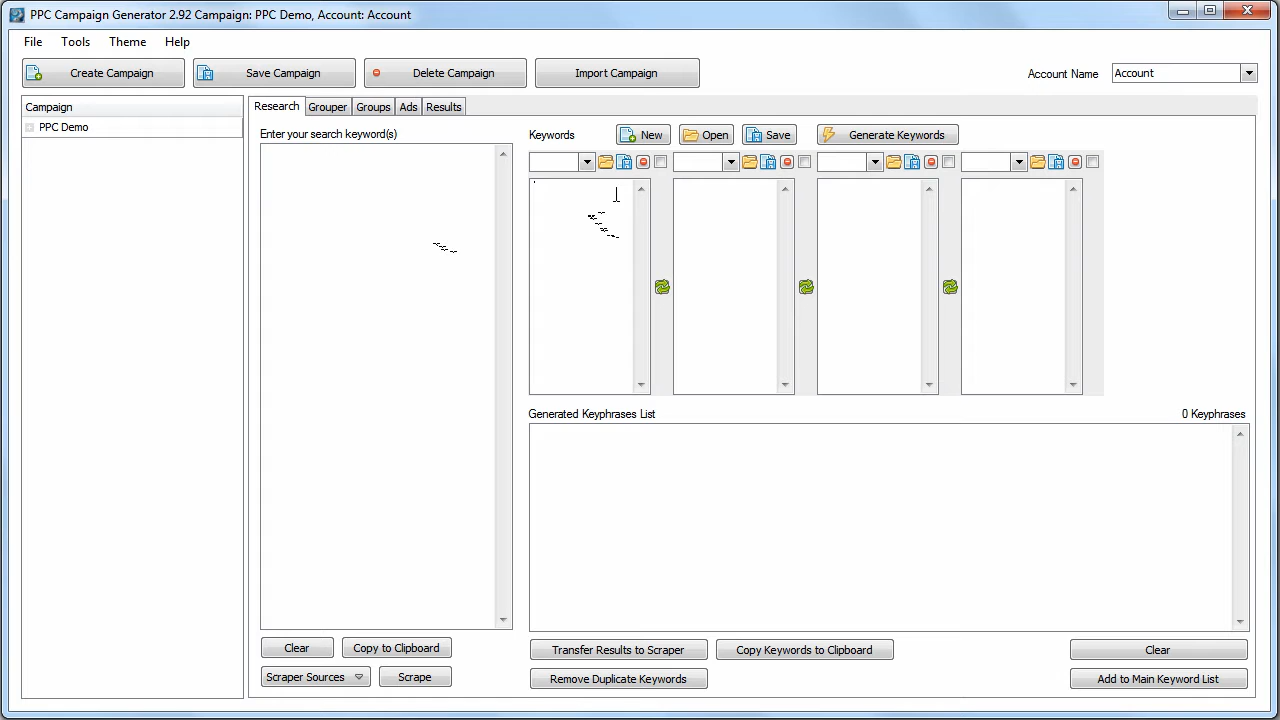 PPC Campaign Generator 2.92 Campaign: PPC Demo, Account: Account
File Tools Theme Help
Create Campaign Save Campaign Delete Campaign Import Campaign Account Name Account
Campaign
PPC Demo
Research Grouper Groups Ads Results
Enter your search keyword(s)
Keywords New Open Save Generate Keywords
Generated Keyphrases List 0 Keyphrases
Clear Copy to Clipboard
Scraper Sources Scrape
Transfer Results to Scraper Copy Keywords to Clipboard Clear
Remove Duplicate Keywords Add to Main Keyword List